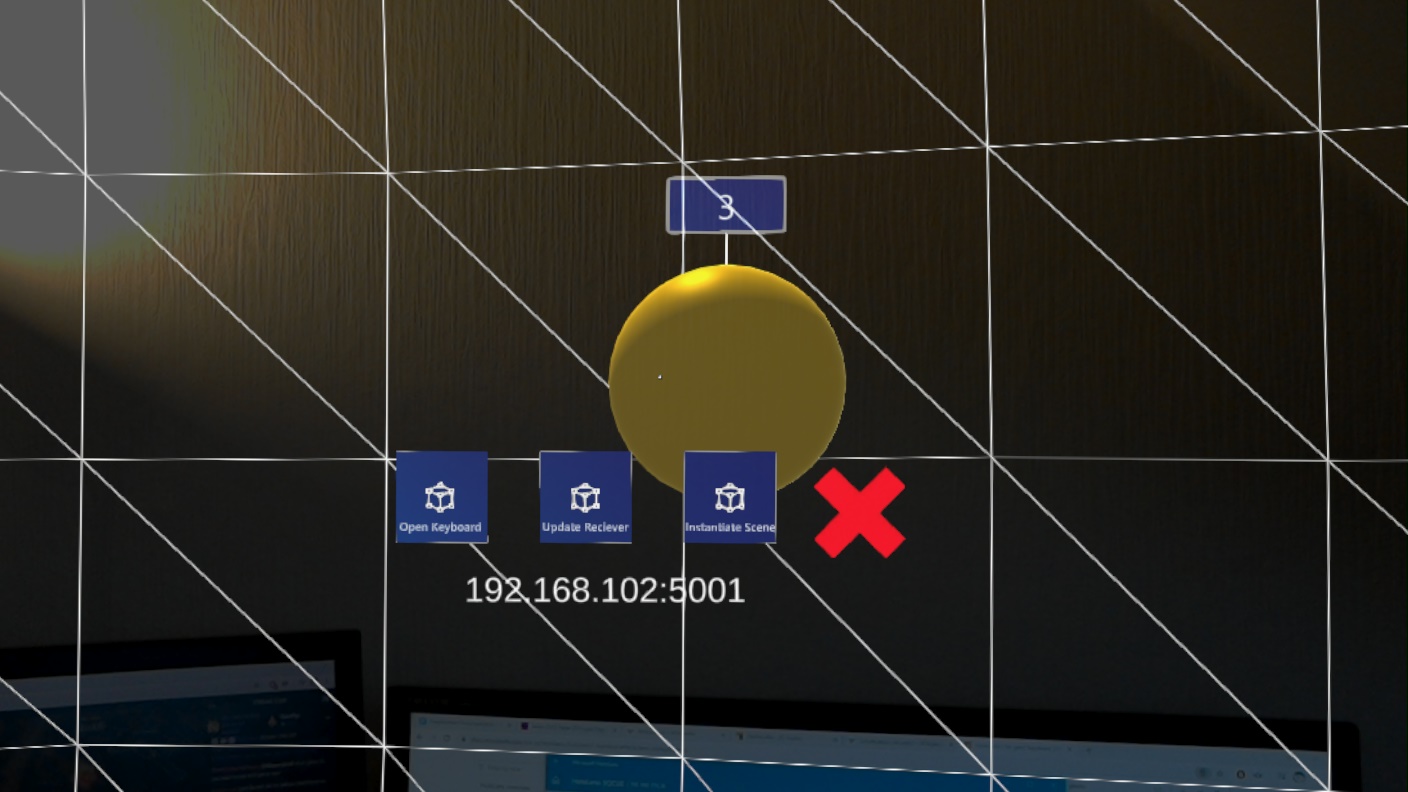 3
Open Keyboard
Update Reciever
Instantiate Scene
192.168.102:5001